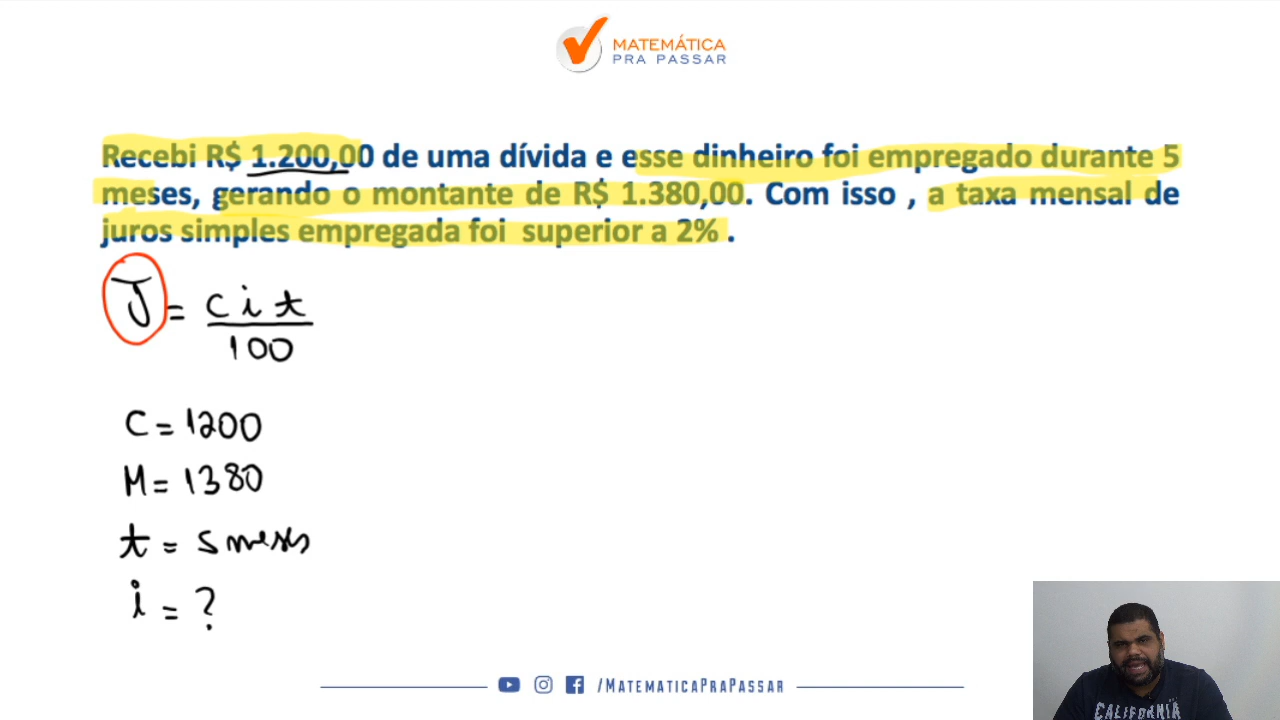 MATEMÁTICA
PRA PASSAR
Recebi R$ 1.200,00 de uma dívida e esse dinheiro foi empregado durante 5
meses, gerando o montante de R$ 1.380,00. Com isso , a taxa mensal de
juros simples empregada foi superior a 2% .
J = c i t
100
C = 1200
M = 1380
t = 5 meses
i = ?
/MATEMATICAPRAPASSAR
CALIFORNIA